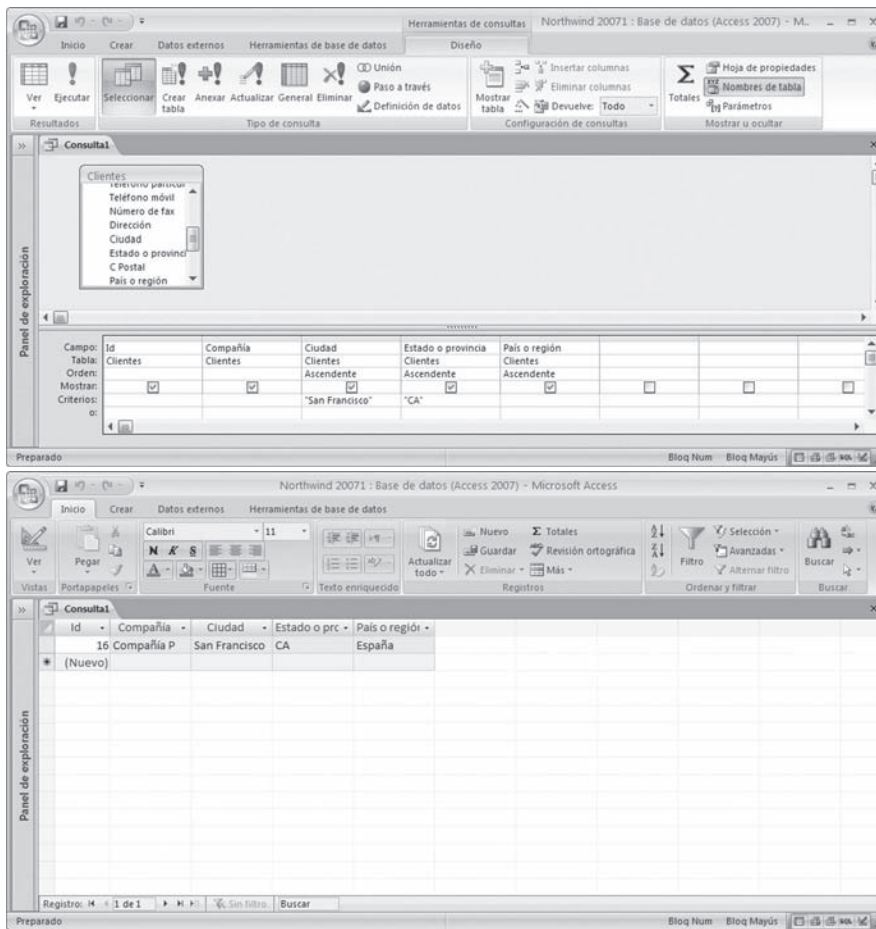 Herramientas de consultas Northwind 20071 : Base de datos (Access 2007) - M..
Inicio Crear Datos externos Herramientas de base de datos Diseño
Ver Ejecutar Seleccionar Crear tabla Anexar Actualizar General Eliminar
Unión
Paso a través
Definición de datos
Mostrar tabla
Insertar columnas
Eliminar columnas
Devuelve: Todo
Totales
Hoja de propiedades
Nombres de tabla
Parámetros
Resultados Tipo de consulta Configuración de consultas Mostrar u ocultar
Consulta1
Panel de exploración
Clientes
Teléfono particular
Teléfono móvil
Número de fax
Dirección
Ciudad
Estado o provinci
C Postal
País o región
Campo: Id Compañía Ciudad Estado o provincia País o región
Tabla: Clientes Clientes Clientes Clientes Clientes
Orden: Ascendente Ascendente Ascendente
Mostrar:
Criterios: "San Francisco" "CA"
o:
Preparado Bloq Num Bloq Mayús SQL
Northwind 20071 : Base de datos (Access 2007) - Microsoft Access
Inicio Crear Datos externos Herramientas de base de datos
Ver Pegar
Calibri 11
N K S
A
Actualizar todo
Nuevo Σ Totales
Guardar Revisión ortográfica
Eliminar Más
Filtro
Selección
Avanzadas
Alternar filtro
Buscar
Vistas Portapapeles Fuente Texto enriquecido Registros Ordenar y filtrar Buscar
Consulta1
Panel de exploración
Id Compañía Ciudad Estado o prc País o regiór
16 Compañía P San Francisco CA España
(Nuevo)
Registro: 1 de 1 Sin filtro Buscar
Preparado Bloq Num Bloq Mayús SQL